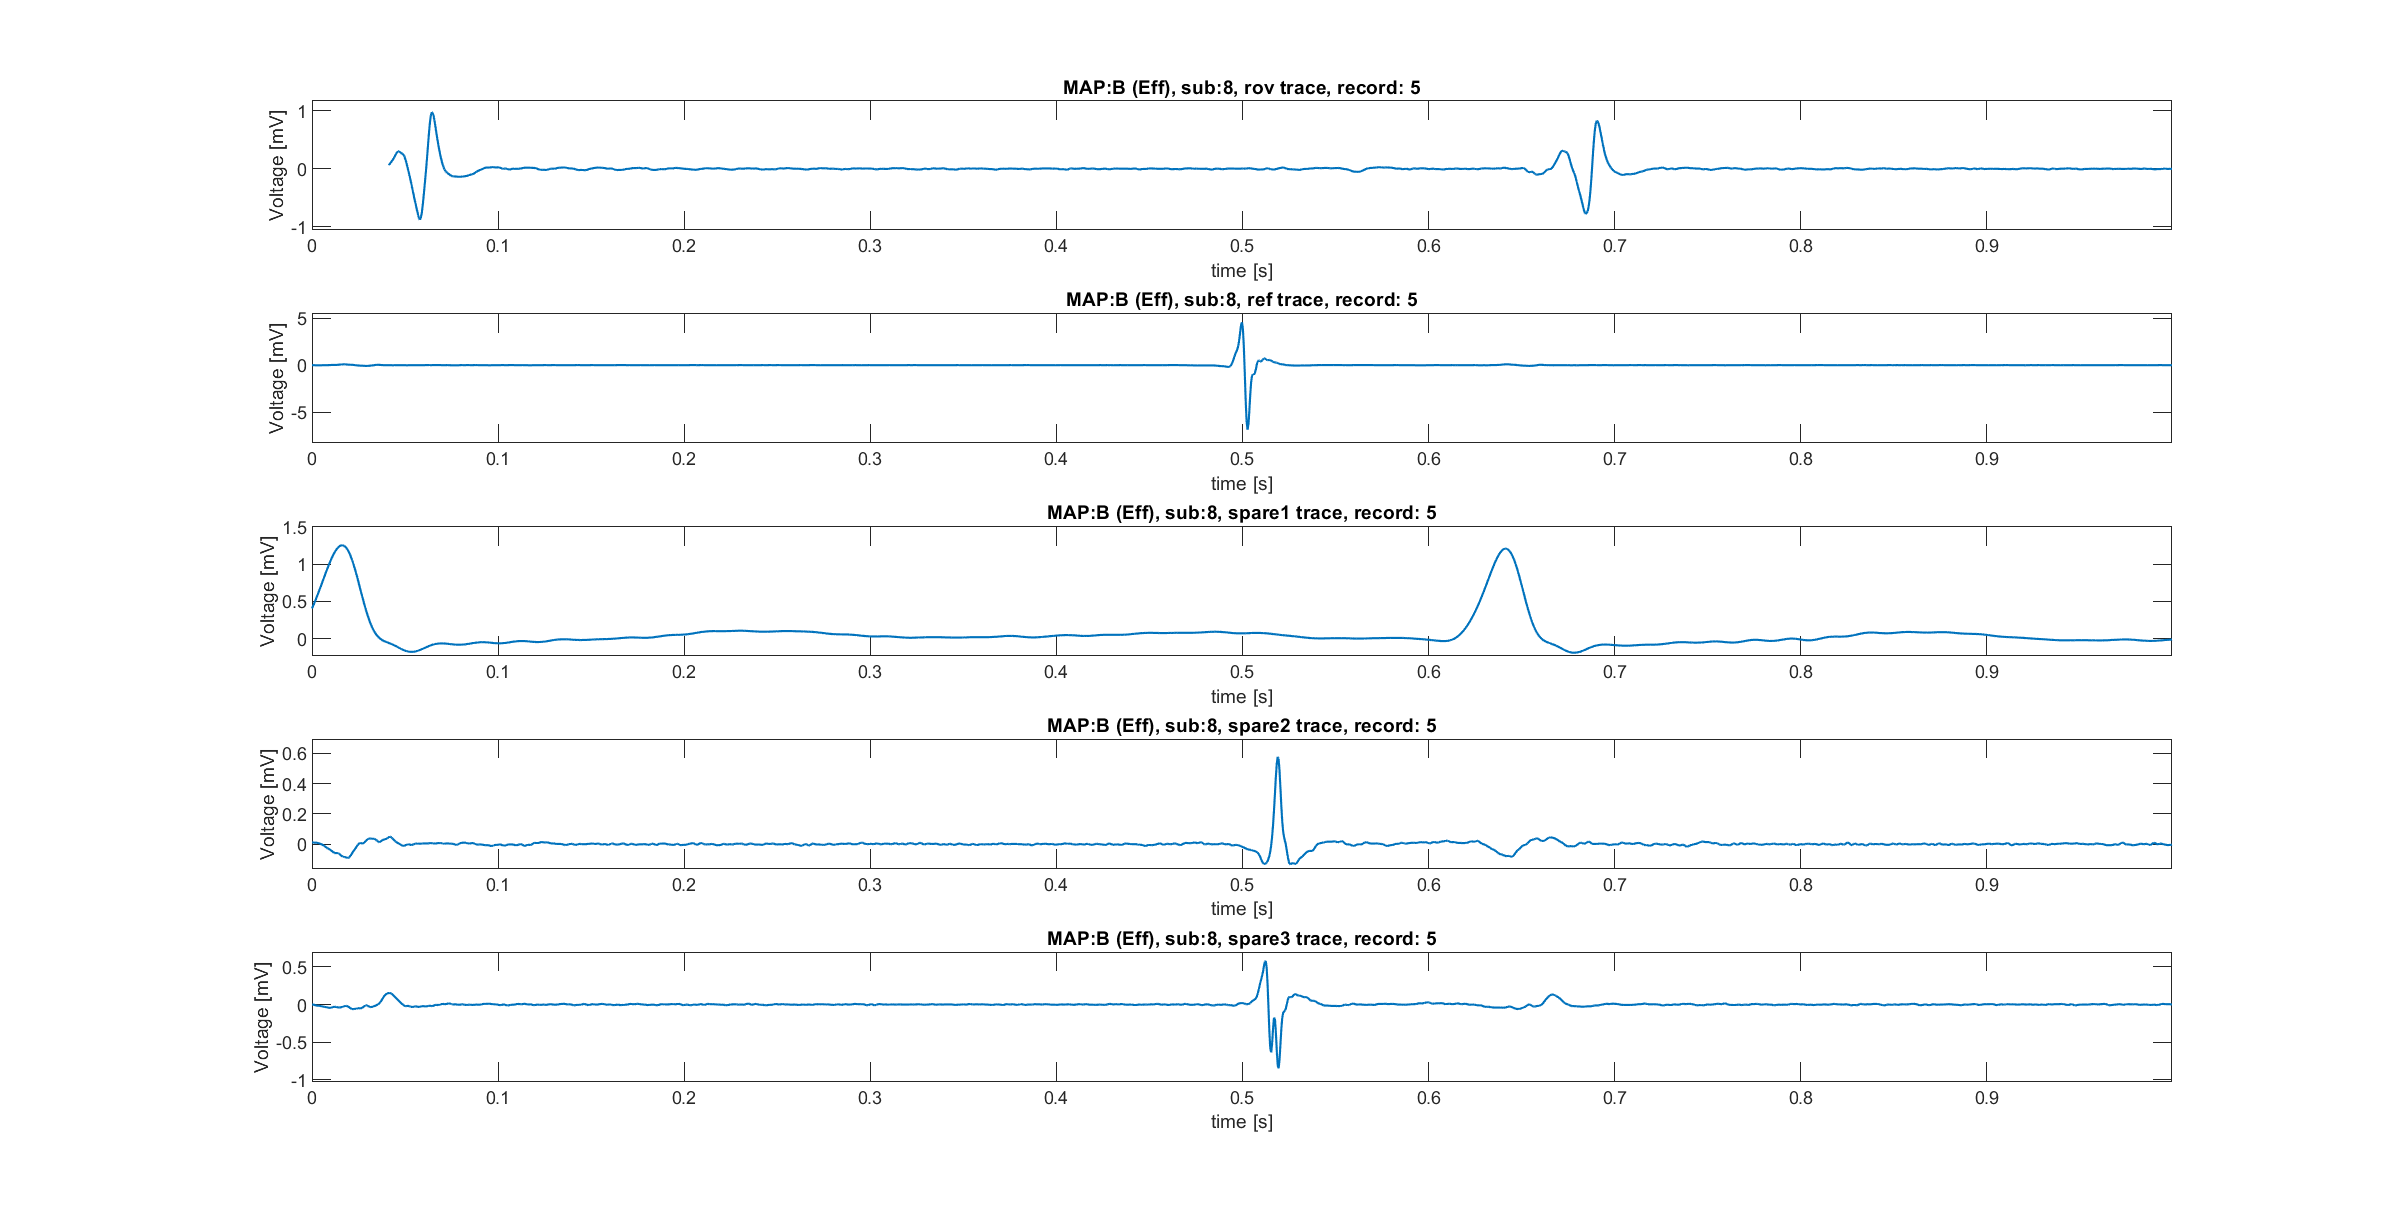 MAP:B (Eff), sub:8, rov trace, record: 5
Voltage [mV]
1
0
-1
0 0.1 0.2 0.3 0.4 0.5 0.6 0.7 0.8 0.9
time [s]
MAP:B (Eff), sub:8, ref trace, record: 5
Voltage [mV]
5
0
-5
0 0.1 0.2 0.3 0.4 0.5 0.6 0.7 0.8 0.9
time [s]
MAP:B (Eff), sub:8, spare1 trace, record: 5
Voltage [mV]
1.5
1
0.5
0
0 0.1 0.2 0.3 0.4 0.5 0.6 0.7 0.8 0.9
time [s]
MAP:B (Eff), sub:8, spare2 trace, record: 5
Voltage [mV]
0.6
0.4
0.2
0
0 0.1 0.2 0.3 0.4 0.5 0.6 0.7 0.8 0.9
time [s]
MAP:B (Eff), sub:8, spare3 trace, record: 5
Voltage [mV]
0.5
0
-0.5
-1
0 0.1 0.2 0.3 0.4 0.5 0.6 0.7 0.8 0.9
time [s]